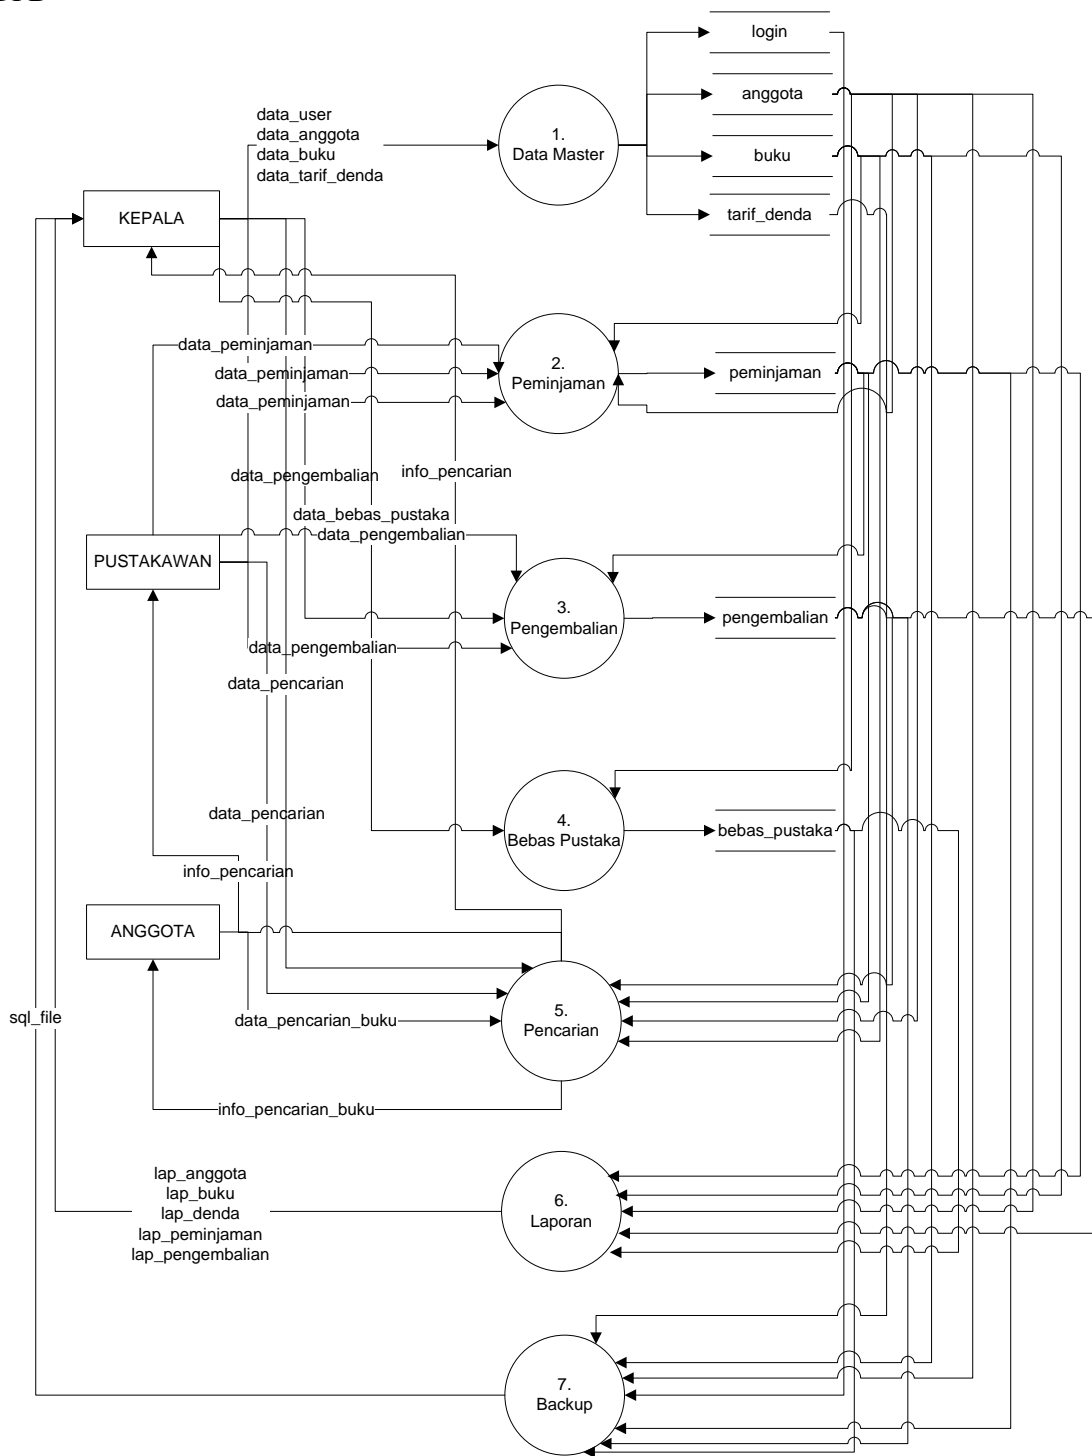 login
data_user
data_anggota
data_buku
data_tarif_denda
1.
Data Master
anggota
buku
tarif_denda
KEPALA
data_peminjaman
data_peminjaman
data_peminjaman
2.
Peminjaman
peminjaman
data_pengembalian
info_pencarian
data_bebas_pustaka
data_pengembalian
PUSTAKAWAN
3.
Pengembalian
pengembalian
data_pengembalian
data_pencarian
data_pencarian
4.
Bebas Pustaka
bebas_pustaka
info_pencarian
ANGGOTA
sql_file
data_pencarian_buku
5.
Pencarian
info_pencarian_buku
lap_anggota
lap_buku
lap_denda
lap_peminjaman
lap_pengembalian
6.
Laporan
7.
Backup